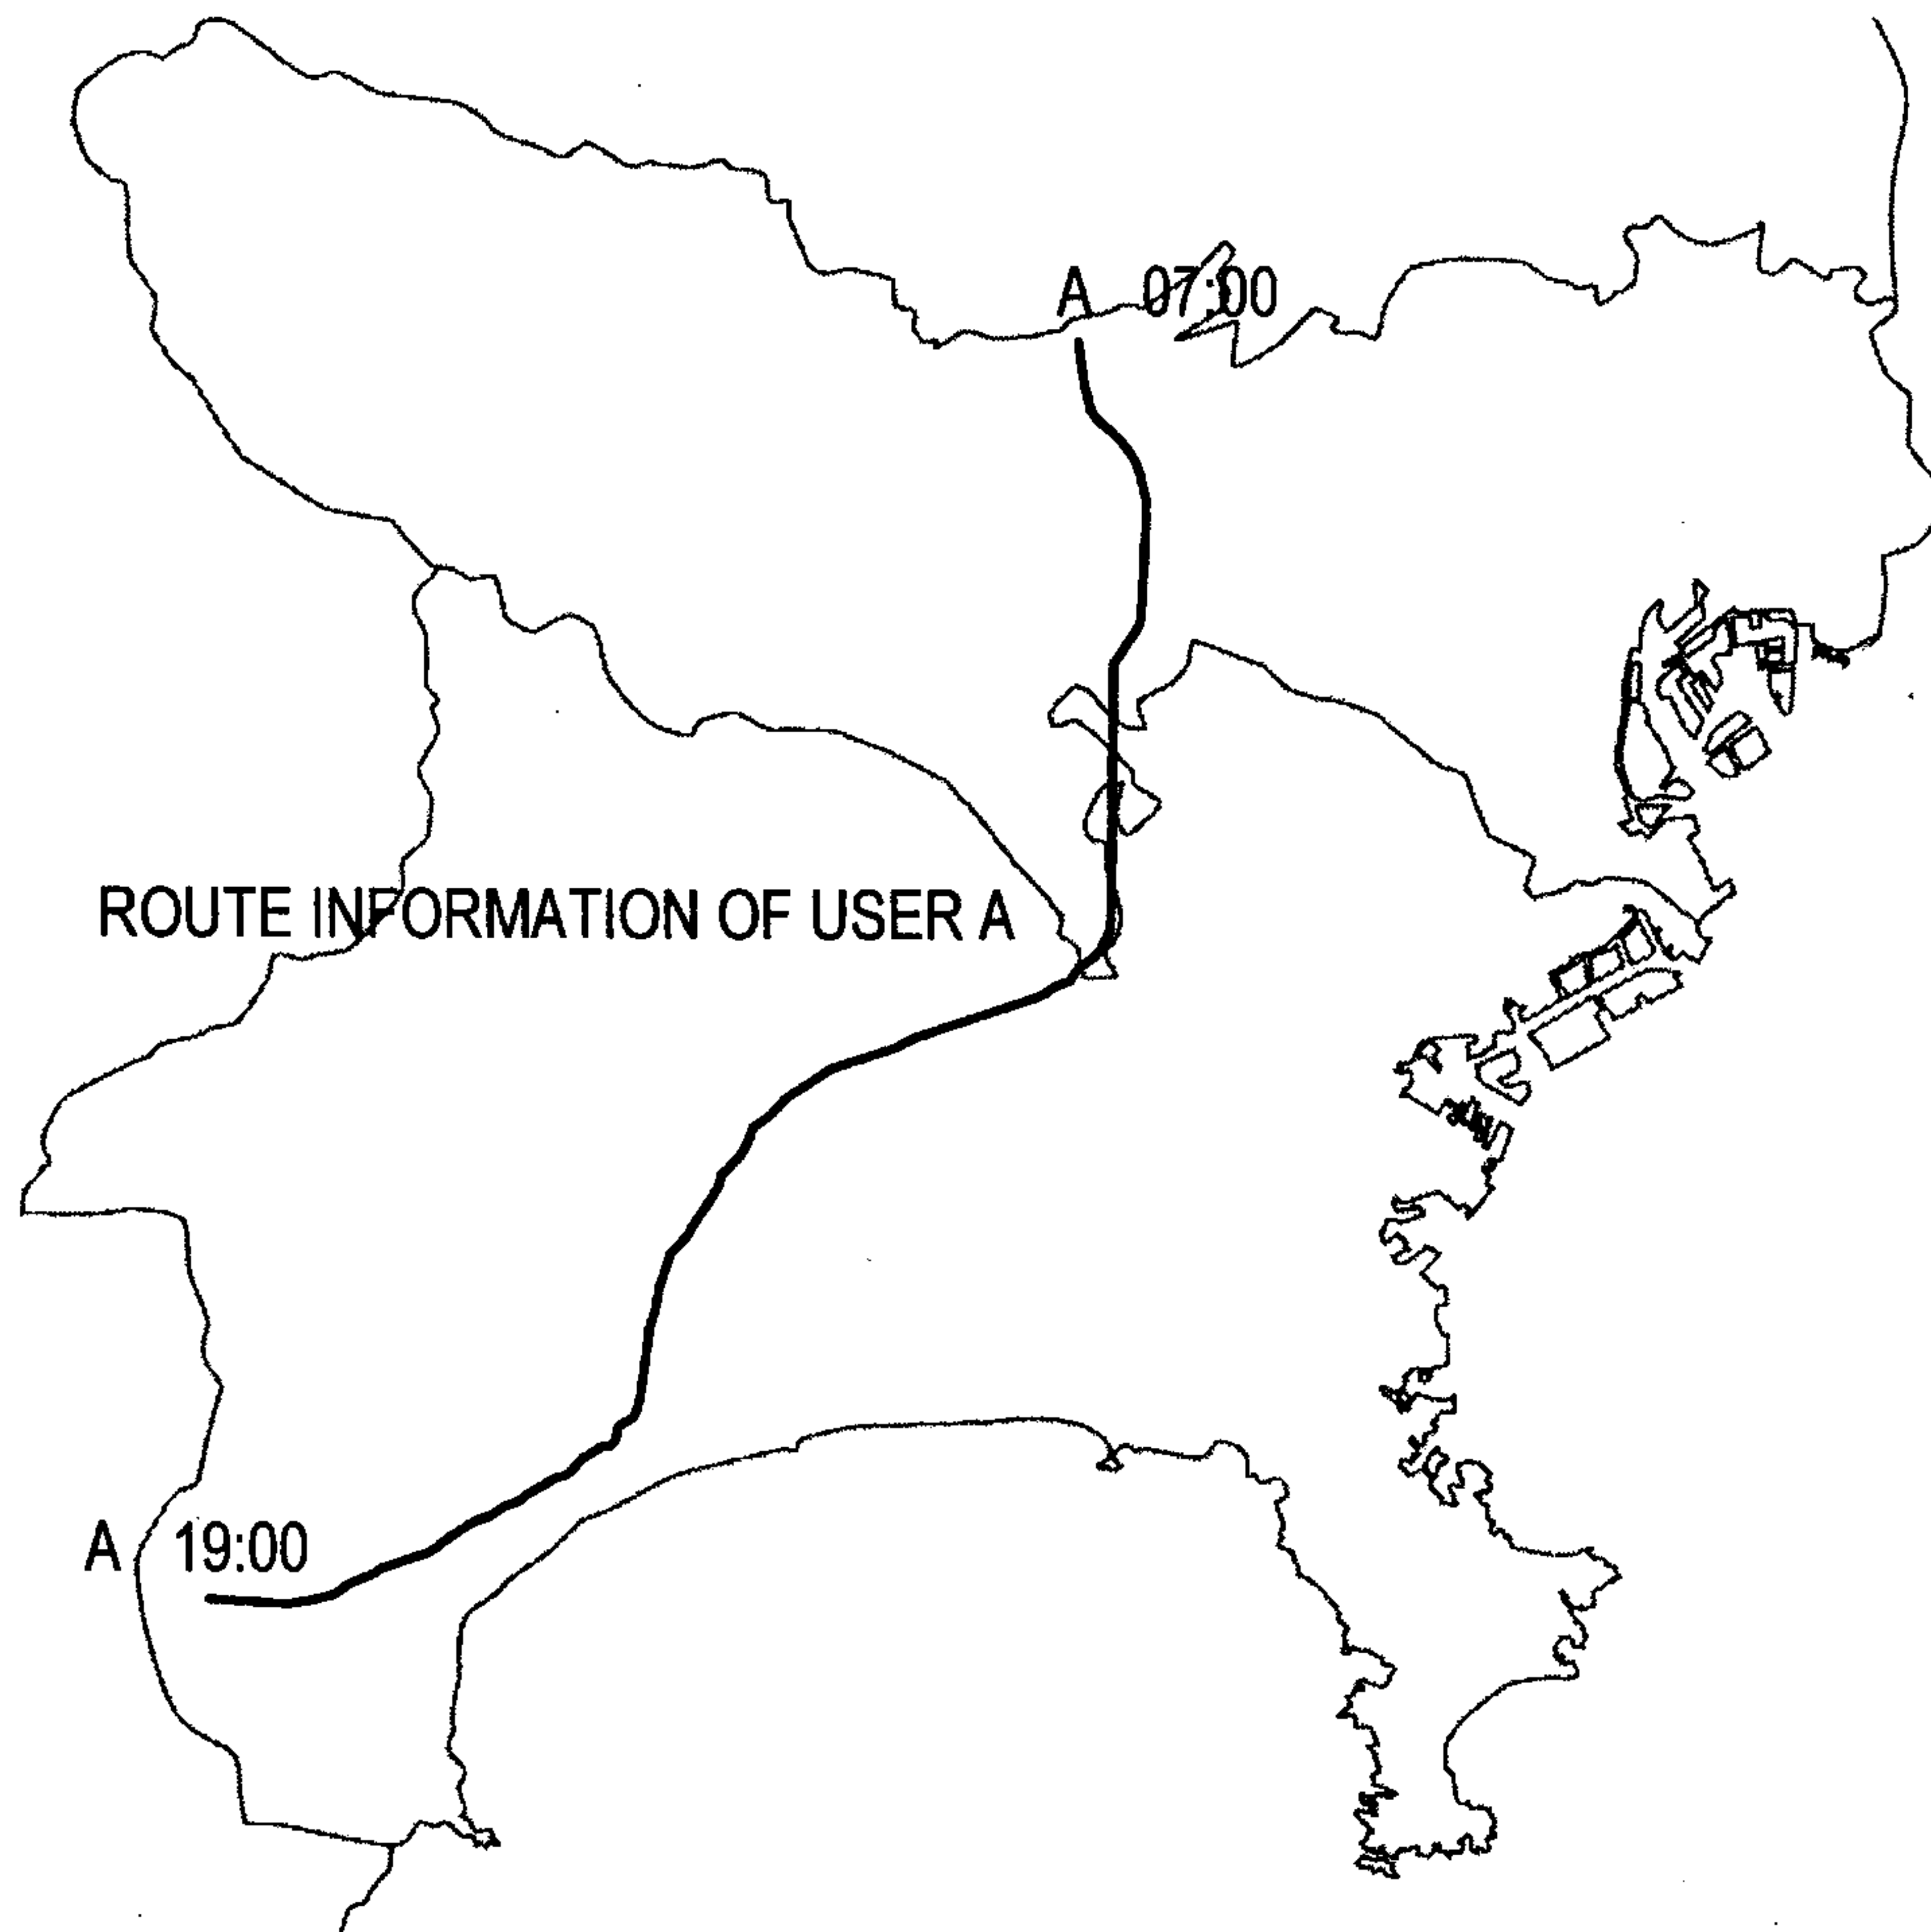 A 07:00
ROUTE INFORMATION OF USER A
A 19:00